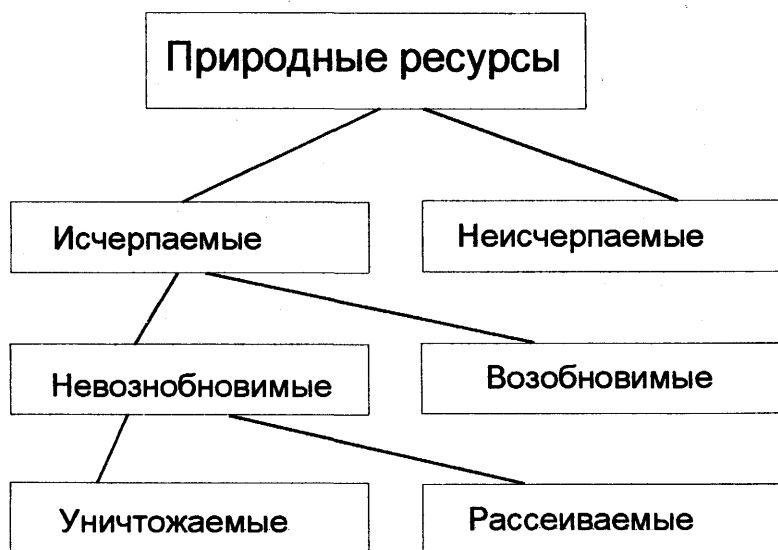 Природные ресурсы
Исчерпаемые
Неисчерпаемые
Невознобновимые
Возобновимые
Уничтожаемые
Рассеиваемые